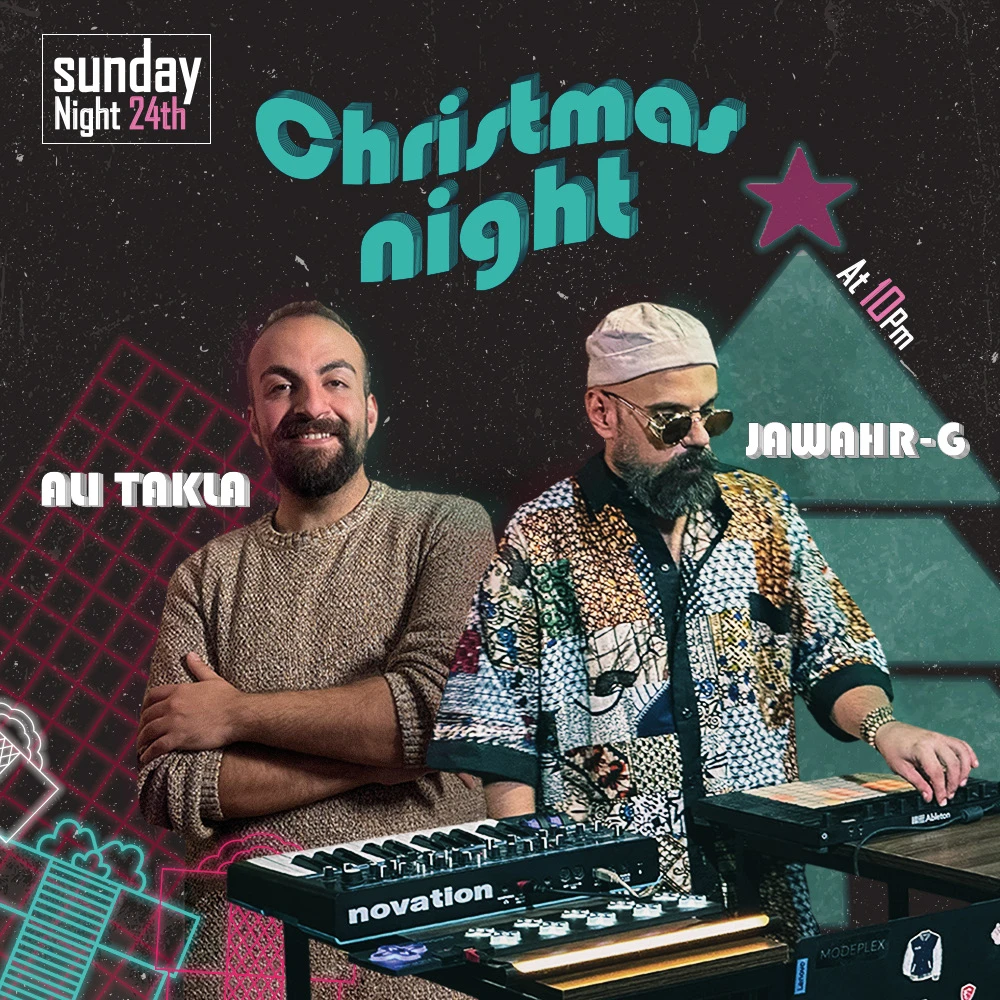 sunday
Night 24th
Christmas
night
At 10Pm
JAWAHR-G
ALI TAKLA
Ableton
novation
MODEPLEX
Lenovo